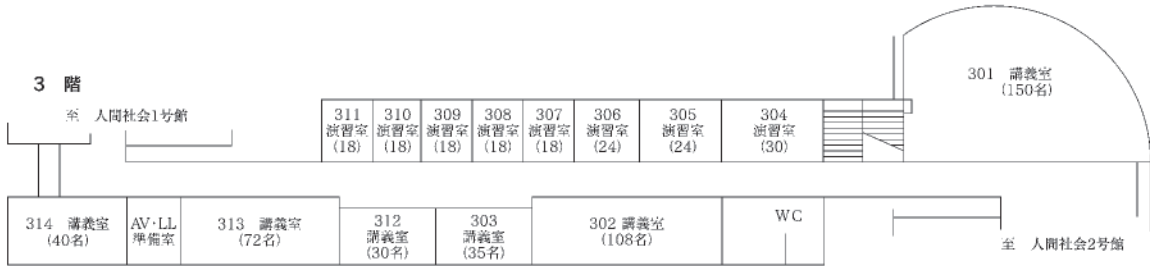 3 階
至 人間社会1号館
301 講義室
(150名)
311
演習室
(18)
310
演習室
(18)
309
演習室
(18)
308
演習室
(18)
307
演習室
(18)
306
演習室
(24)
305
演習室
(24)
304
演習室
(30)
314 講義室
(40名)
AV・LL
準備室
313 講義室
(72名)
312
講義室
(30名)
303
講義室
(35名)
302 講義室
(108名)
WC
至 人間社会2号館